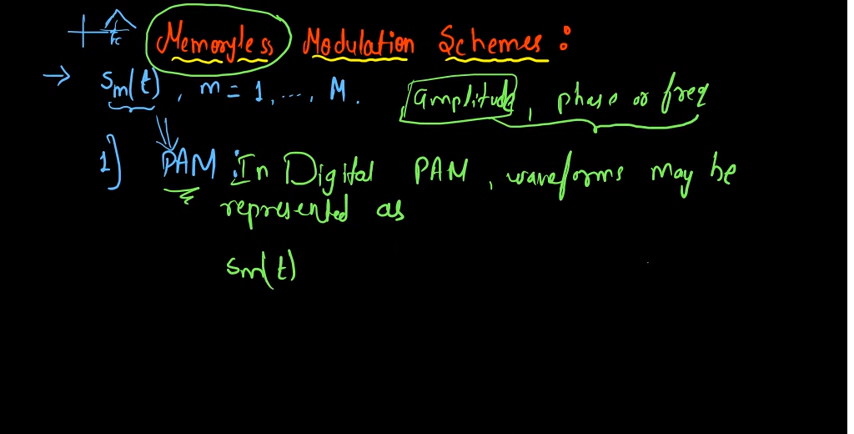 Memoryless Modulation Schemes :
fc
→ Sm(t), m = 1, ..., M. amplitude, phase or freq
1) PAM : In Digital PAM, waveforms may be
represented as
Sm(t)